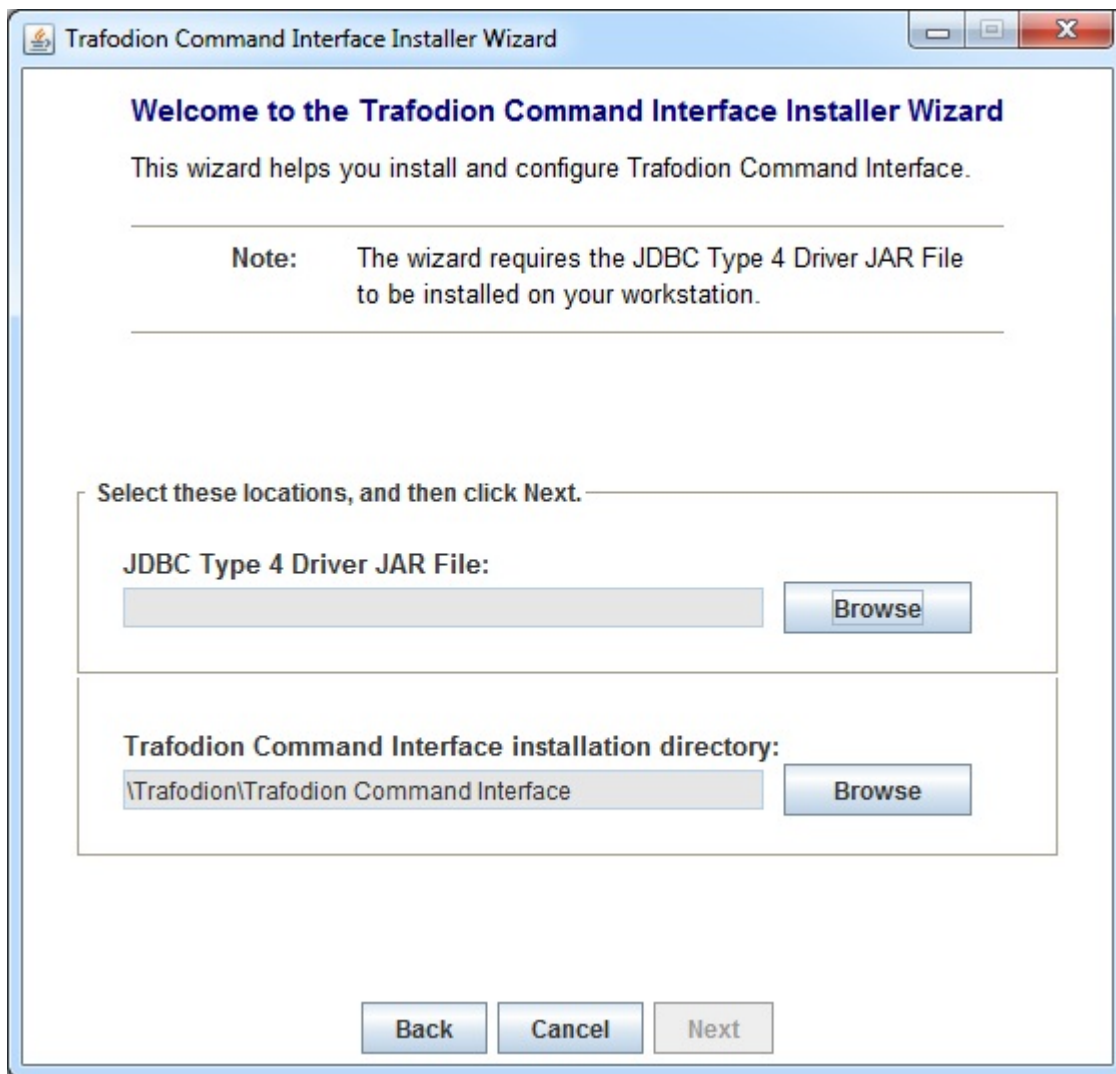 Trafodion Command Interface Installer Wizard
Welcome to the Trafodion Command Interface Installer Wizard
This wizard helps you install and configure Trafodion Command Interface.
Note: The wizard requires the JDBC Type 4 Driver JAR File
to be installed on your workstation.
Select these locations, and then click Next.
JDBC Type 4 Driver JAR File:
Browse
Trafodion Command Interface installation directory:
\Trafodion\Trafodion Command Interface Browse
Back Cancel Next